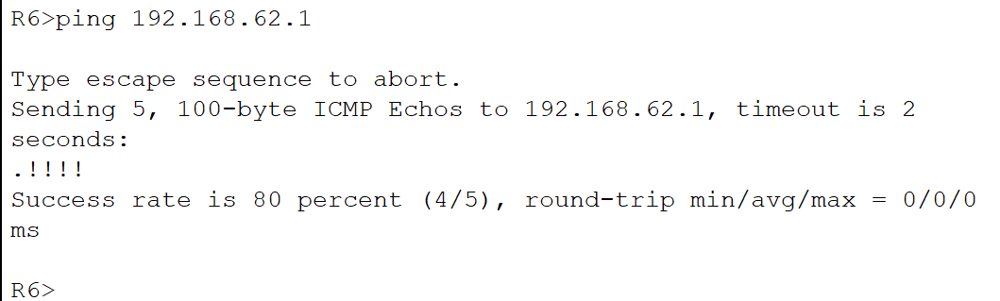 R6>ping 192.168.62.1
Type escape sequence to abort.
Sending 5, 100-byte ICMP Echos to 192.168.62.1, timeout is 2
seconds:
.!!!!
Success rate is 80 percent (4/5), round-trip min/avg/max = 0/0/0
ms
R6>